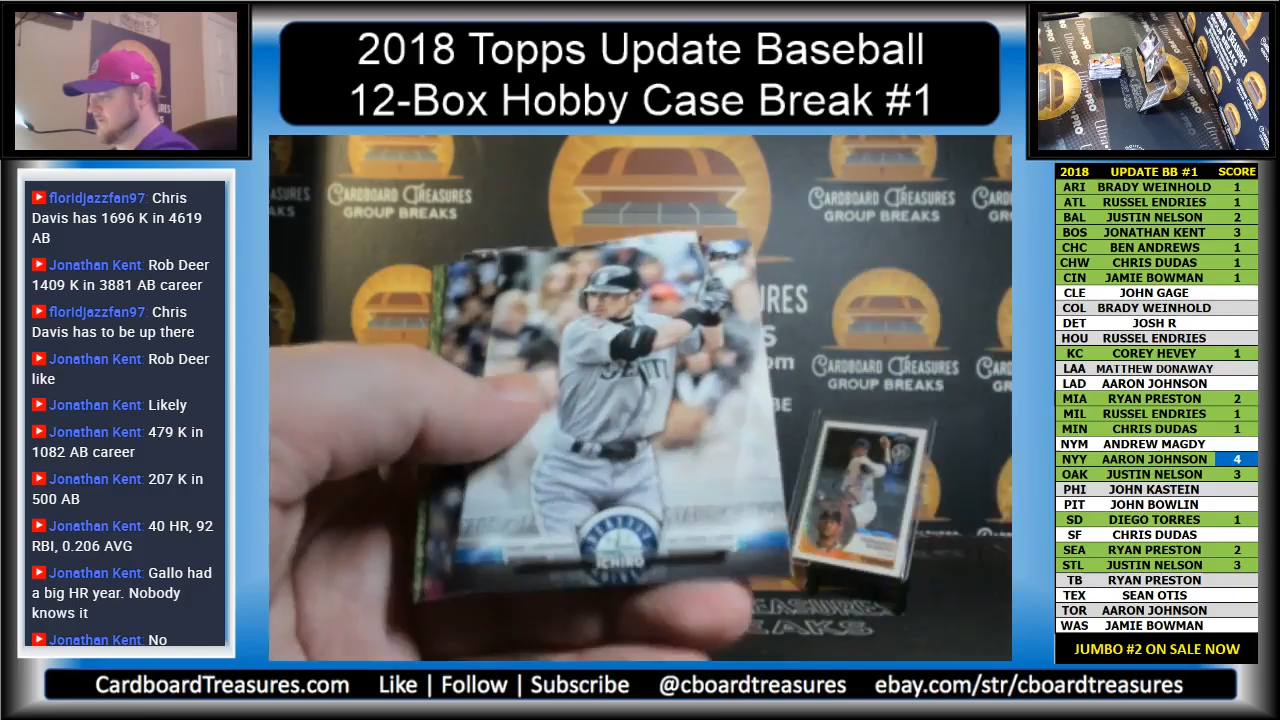 2018 Topps Update Baseball
12-Box Hobby Case Break #1
floridjazzfan97: Chris
Davis has 1696 K in 4619
AB
Jonathan Kent: Rob Deer
1409 K in 3881 AB career
floridjazzfan97: Chris
Davis has to be up there
Jonathan Kent: Rob Deer
like
Jonathan Kent: Likely
Jonathan Kent: 479 K in
1082 AB career
Jonathan Kent: 207 K in
500 AB
Jonathan Kent: 40 HR, 92
RBI, 0.206 AVG
Jonathan Kent: Gallo had
a big HR year. Nobody
knows it
Jonathan Kent: No
CARDBOARD TREASURES
GROUP BREAKS
CARDBOARD TREASURES
GROUP BREAKS
CARDBOARD TREASURES
GROUP BREAKS
ICHIRO
2018 UPDATE BB #1 SCORE
ARI BRADY WEINHOLD 1
ATL RUSSEL ENDRIES 1
BAL JUSTIN NELSON 2
BOS JONATHAN KENT 3
CHC BEN ANDREWS 1
CHW CHRIS DUDAS 1
CIN JAMIE BOWMAN 1
CLE JOHN GAGE
COL BRADY WEINHOLD
DET JOSH R
HOU RUSSEL ENDRIES
KC COREY HEVEY 1
LAA MATTHEW DONAWAY
LAD AARON JOHNSON
MIA RYAN PRESTON 2
MIL RUSSEL ENDRIES 1
MIN CHRIS DUDAS 1
NYM ANDREW MAGDY
NYY AARON JOHNSON 4
OAK JUSTIN NELSON 3
PHI JOHN KASTEIN
PIT JOHN BOWLIN
SD DIEGO TORRES 1
SF CHRIS DUDAS
SEA RYAN PRESTON 2
STL JUSTIN NELSON 3
TB RYAN PRESTON
TEX SEAN OTIS
TOR AARON JOHNSON
WAS JAMIE BOWMAN
JUMBO #2 ON SALE NOW
CardboardTreasures.com Like | Follow | Subscribe @cboardtreasures ebay.com/str/cboardtreasures